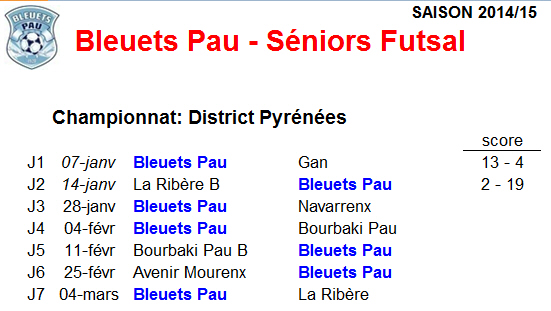 BLEUETS
PAU
SAISON 2014/15
Bleuets Pau - Séniors Futsal
Championnat: District Pyrénées
score
J1 07-janv Bleuets Pau Gan 13 - 4
J2 14-janv La Ribère B Bleuets Pau 2 - 19
J3 28-janv Bleuets Pau Navarrenx
J4 04-févr Bleuets Pau Bourbaki Pau
J5 11-févr Bourbaki Pau B Bleuets Pau
J6 25-févr Avenir Mourenx Bleuets Pau
J7 04-mars Bleuets Pau La Ribère